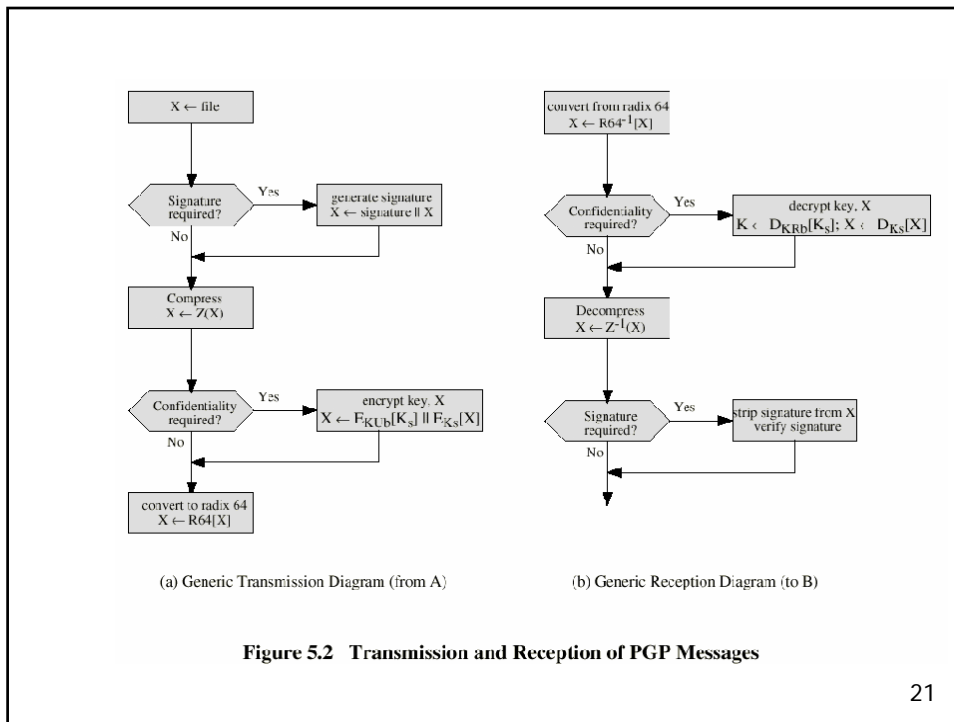 X ← file
Signature
required?
Yes
generate signature
X ← signature || X
No
Compress
X ← Z(X)
Confidentiality
required?
Yes
encrypt key, X
X ← E_KUb[K_s] || E_Ks[X]
No
convert to radix 64
X ← R64[X]
(a) Generic Transmission Diagram (from A)
convert from radix 64
X ← R64⁻¹[X]
Confidentiality
required?
Yes
decrypt key, X
K ← D_KRb[K_s]; X ← D_Ks[X]
No
Decompress
X ← Z⁻¹(X)
Signature
required?
Yes
strip signature from X
verify signature
No
(b) Generic Reception Diagram (to B)
Figure 5.2 Transmission and Reception of PGP Messages
21